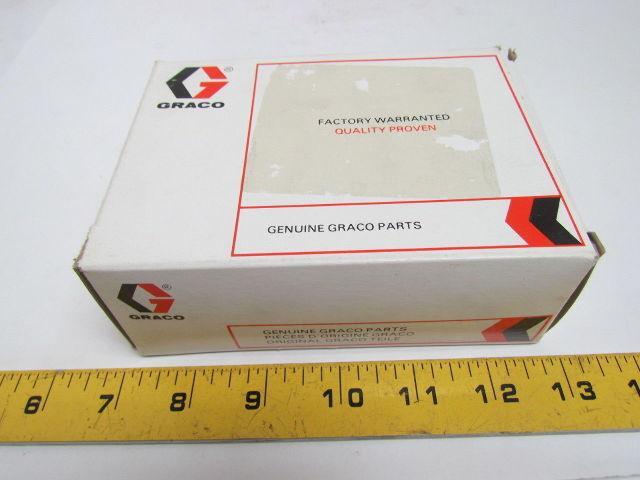 GRACO
®
FACTORY WARRANTED
QUALITY PROVEN
GENUINE GRACO PARTS
GRACO
®
GENUINE GRACO PARTS
PIECES D'ORIGINE GRACO
ORIGINAL GRACO TEILE
6 7 8 9 10 11 12 13